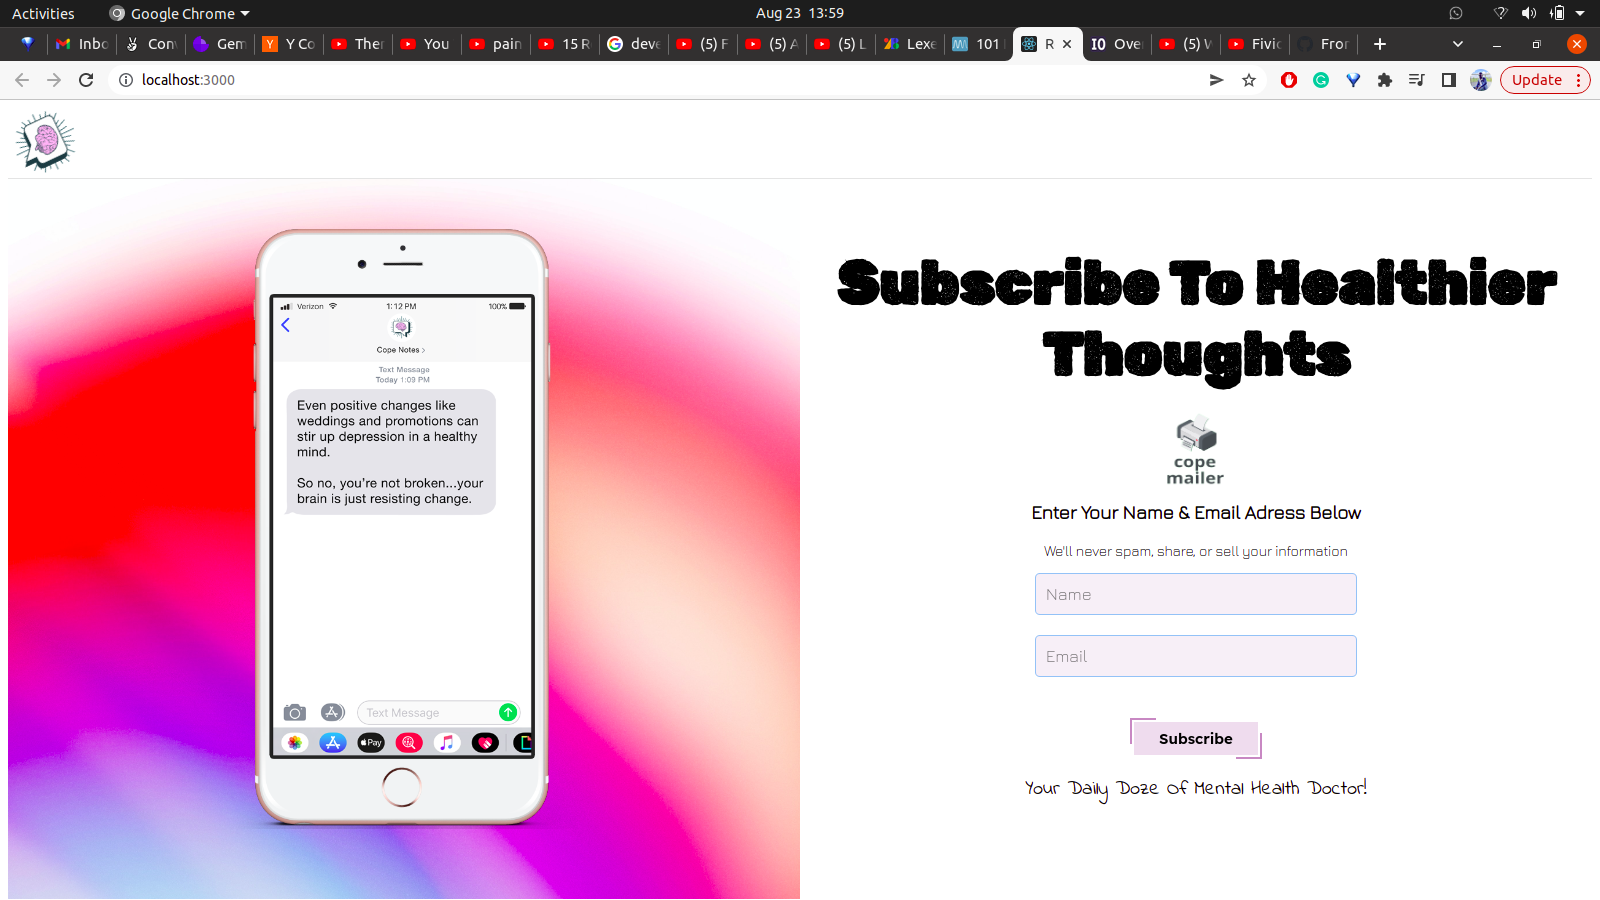 Activities
Google Chrome
Aug 23 13:59
Inbo
Con
Gem
Y Co
Ther
You
pain
15 R
deve
(5) F
(5) A
(5) L
Lexe
101
R
Over
(5) W
Fivic
Fror
localhost:3000
Update
Verizon
1:12 PM
100%
Cope Notes >
Text Message
Today 1:09 PM
Even positive changes like
weddings and promotions can
stir up depression in a healthy
mind.
So no, you're not broken...your
brain is just resisting change.
Text Message
Pay
Subscribe To Healthier
Thoughts
cope
mailer
Enter Your Name & Email Adress Below
We'll never spam, share, or sell your information
Name
Email
Subscribe
Your Daily Doze Of Mental Health Doctor!